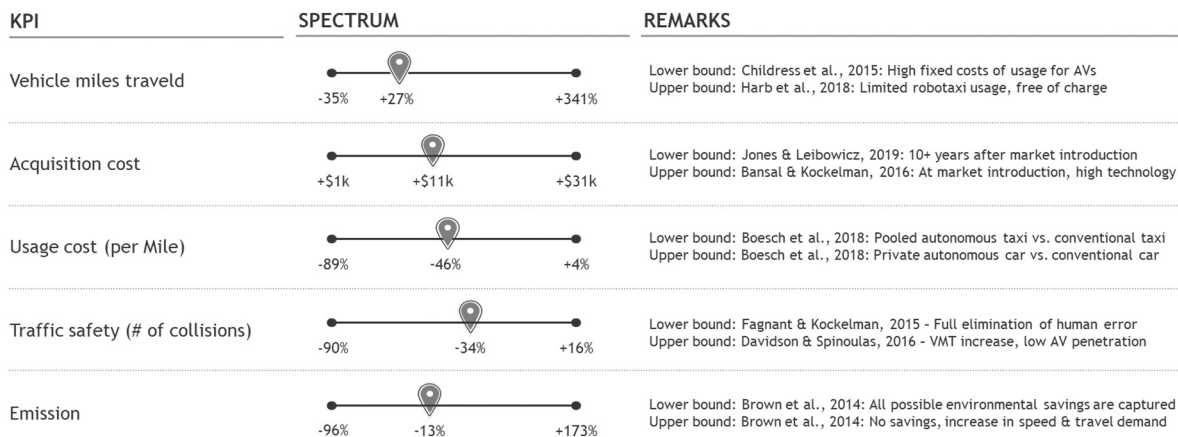 KPI SPECTRUM REMARKS
Vehicle miles traveld
-35% +27% +341%
Lower bound: Childress et al., 2015: High fixed costs of usage for AVs
Upper bound: Harb et al., 2018: Limited robotaxi usage, free of charge
Acquisition cost
+$1k +$11k +$31k
Lower bound: Jones & Leibowicz, 2019: 10+ years after market introduction
Upper bound: Bansal & Kockelman, 2016: At market introduction, high technology
Usage cost (per Mile)
-89% -46% +4%
Lower bound: Boesch et al., 2018: Pooled autonomous taxi vs. conventional taxi
Upper bound: Boesch et al., 2018: Private autonomous car vs. conventional car
Traffic safety (# of collisions)
-90% -34% +16%
Lower bound: Fagnant & Kockelman, 2015 – Full elimination of human error
Upper bound: Davidson & Spinoulas, 2016 – VMT increase, low AV penetration
Emission
-96% -13% +173%
Lower bound: Brown et al., 2014: All possible environmental savings are captured
Upper bound: Brown et al., 2014: No savings, increase in speed & travel demand